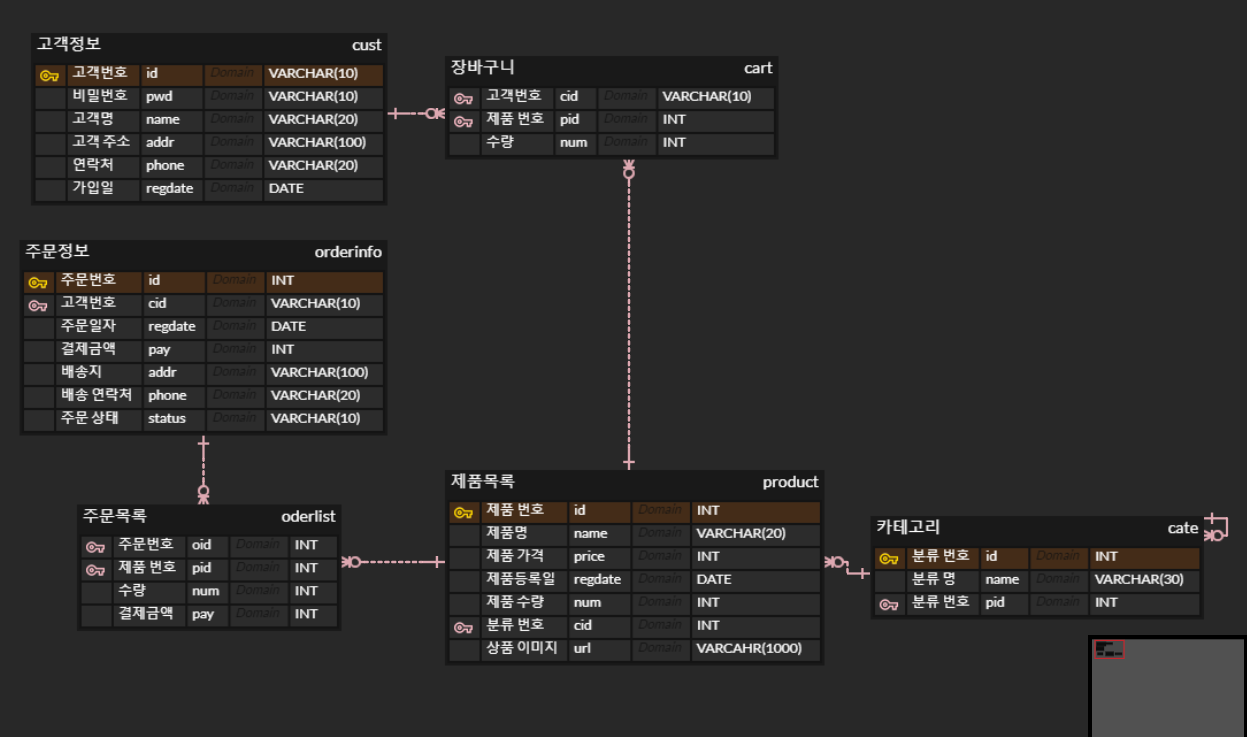 고객정보 cust
고객번호 id Domain VARCHAR(10)
비밀번호 pwd Domain VARCHAR(10)
고객명 name Domain VARCHAR(20)
고객 주소 addr Domain VARCHAR(100)
연락처 phone Domain VARCHAR(20)
가입일 regdate Domain DATE
장바구니 cart
고객번호 cid Domain VARCHAR(10)
제품 번호 pid Domain INT
수량 num Domain INT
주문정보 orderinfo
주문번호 id Domain INT
고객번호 cid Domain VARCHAR(10)
주문일자 regdate Domain DATE
결제금액 pay Domain INT
배송지 addr Domain VARCHAR(100)
배송 연락처 phone Domain VARCHAR(20)
주문 상태 status Domain VARCHAR(10)
주문목록 oderlist
주문번호 oid Domain INT
제품 번호 pid Domain INT
수량 num Domain INT
결제금액 pay Domain INT
제품목록 product
제품 번호 id Domain INT
제품명 name Domain VARCHAR(20)
제품 가격 price Domain INT
제품등록일 regdate Domain DATE
제품 수량 num Domain INT
분류 번호 cid Domain INT
상품 이미지 url Domain VARCAHR(1000)
카테고리 cate
분류 번호 id Domain INT
분류 명 name Domain VARCHAR(30)
분류 번호 pid Domain INT